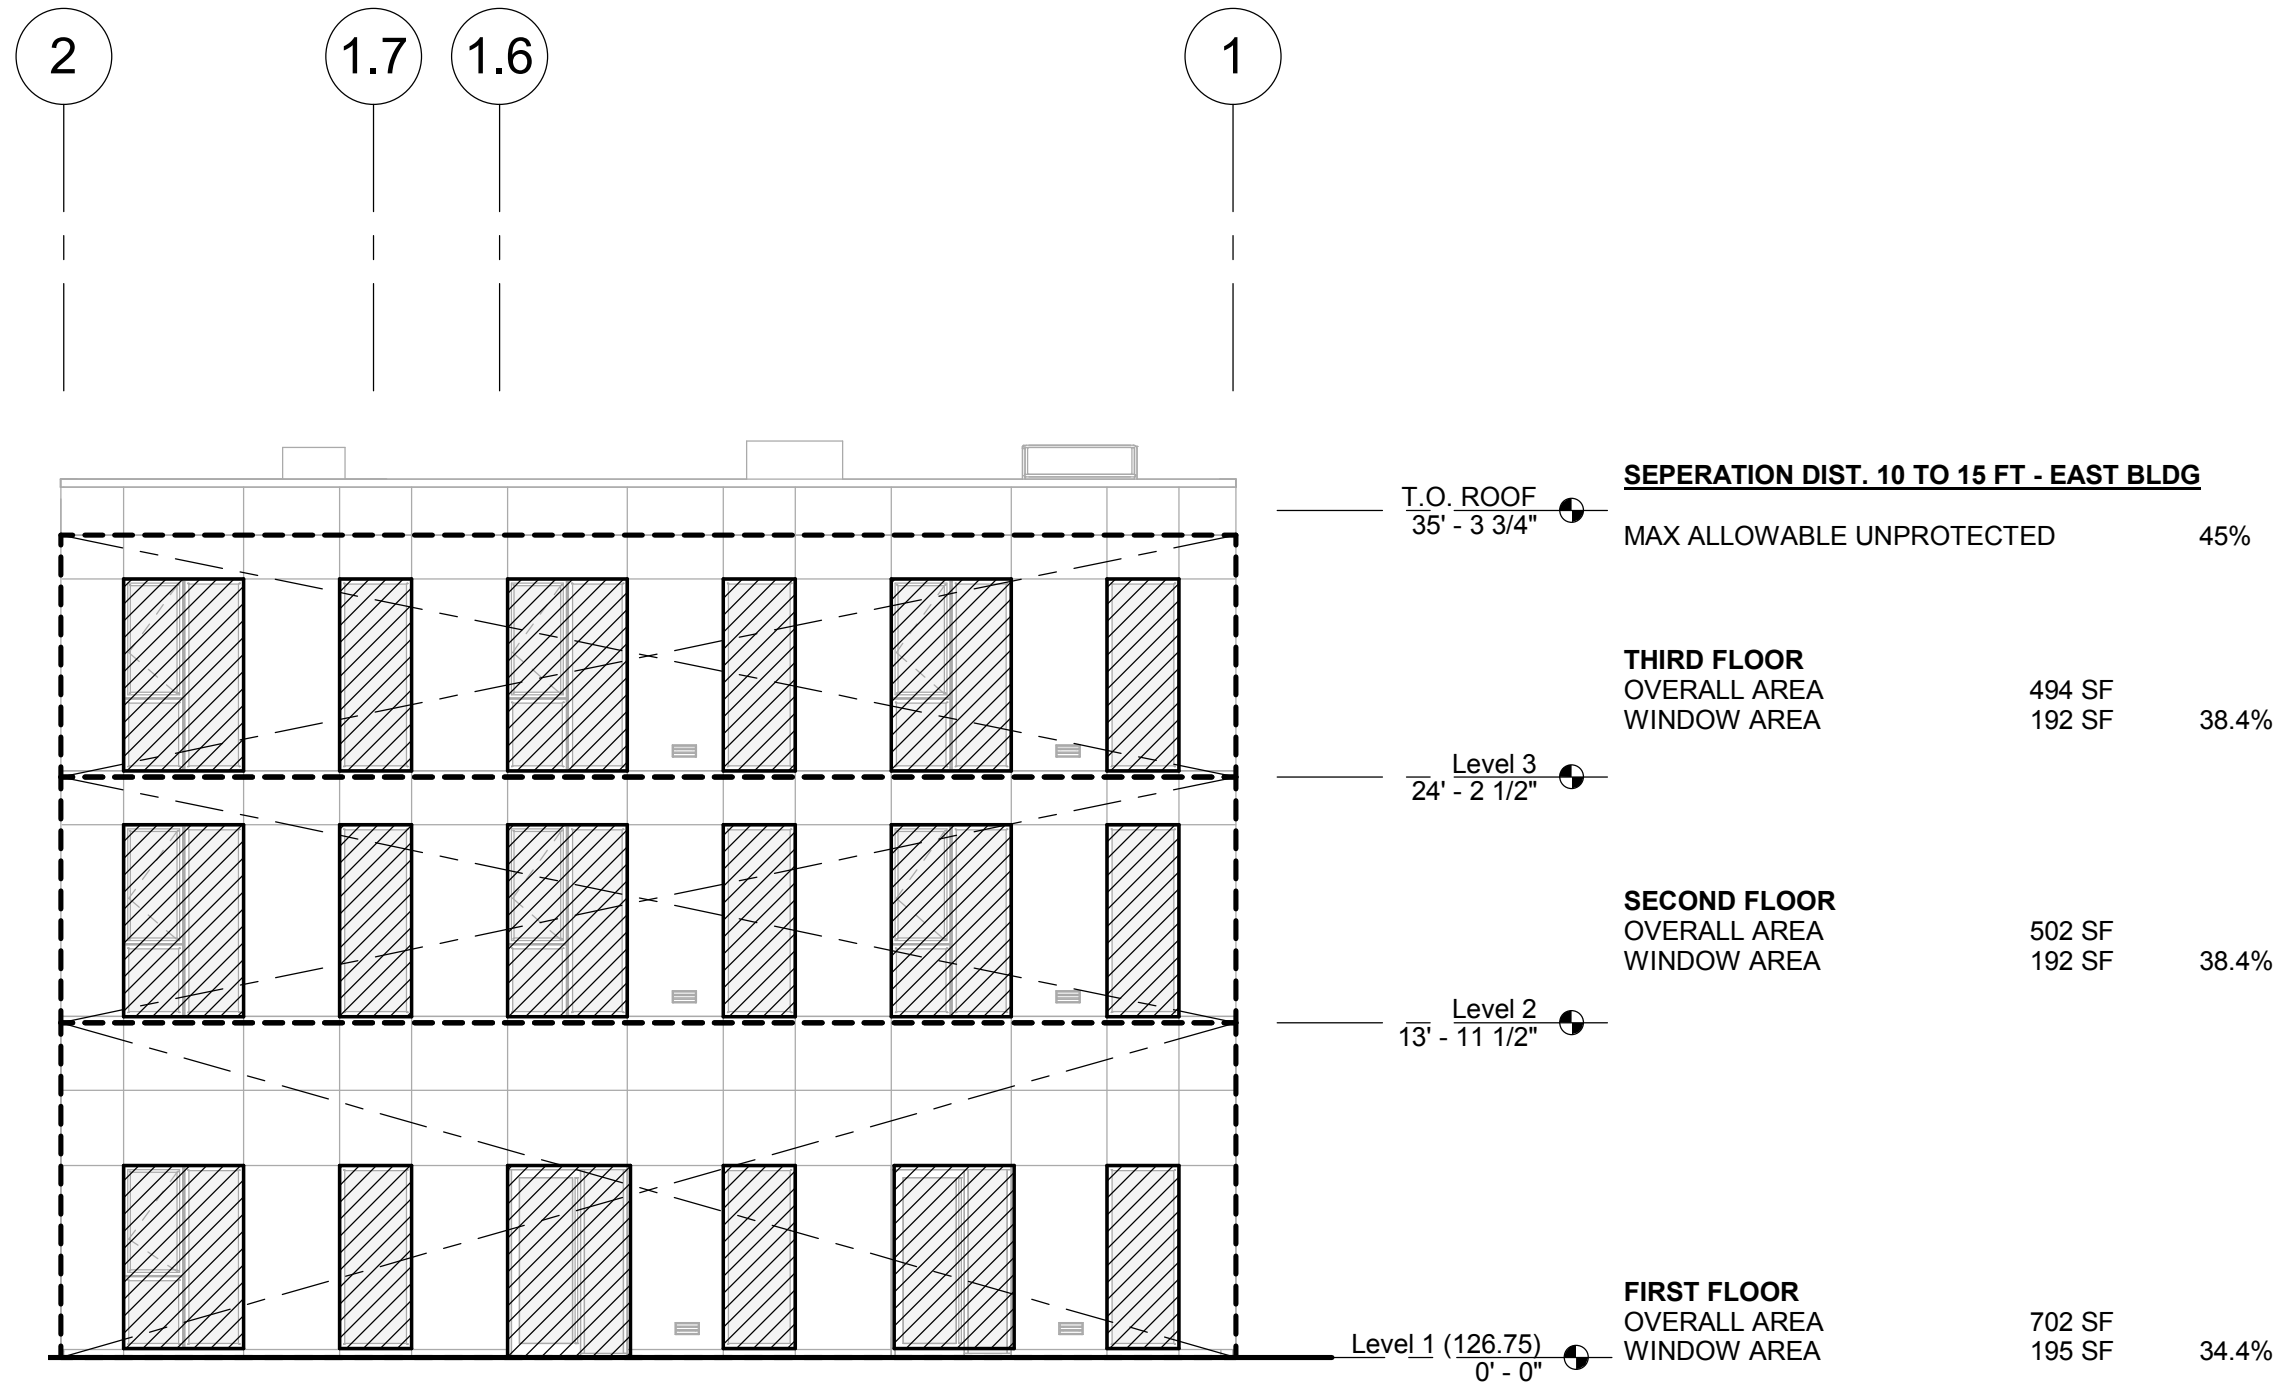 2 1.7 1.6 1
SEPERATION DIST. 10 TO 15 FT - EAST BLDG
T.O. ROOF
35' - 3 3/4"
MAX ALLOWABLE UNPROTECTED 45%
THIRD FLOOR
OVERALL AREA 494 SF
WINDOW AREA 192 SF 38.4%
Level 3
24' - 2 1/2"
SECOND FLOOR
OVERALL AREA 502 SF
WINDOW AREA 192 SF 38.4%
Level 2
13' - 11 1/2"
FIRST FLOOR
OVERALL AREA 702 SF
WINDOW AREA 195 SF 34.4%
Level 1 (126.75)
0' - 0"